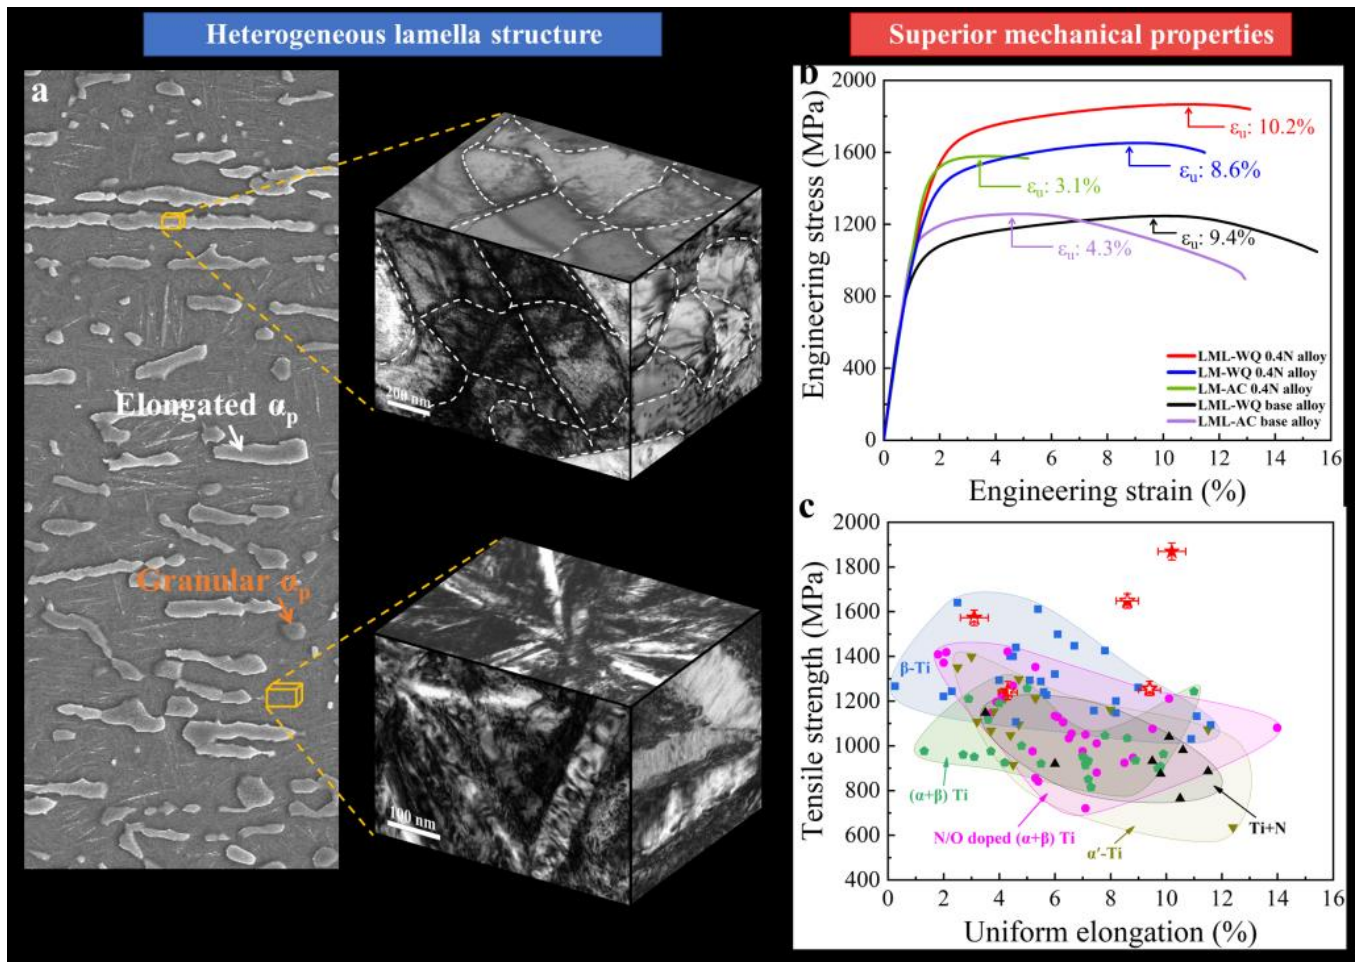 Heterogeneous lamella structure
Superior mechanical properties
a
Elongated αp
Granular αp
200 nm
100 nm
b
Engineering stress (MPa)
2000
1600
1200
800
400
0
εu: 10.2%
εu: 8.6%
εu: 3.1%
εu: 9.4%
εu: 4.3%
LML-WQ 0.4N alloy
LM-WQ 0.4N alloy
LM-AC 0.4N alloy
LML-WQ base alloy
LML-AC base alloy
0 2 4 6 8 10 12 14 16
Engineering strain (%)
c
Tensile strength (MPa)
2000
1800
1600
1400
1200
1000
800
600
400
β-Ti
(α+β) Ti
N/O doped (α+β) Ti
α′-Ti
Ti+N
0 2 4 6 8 10 12 14 16
Uniform elongation (%)